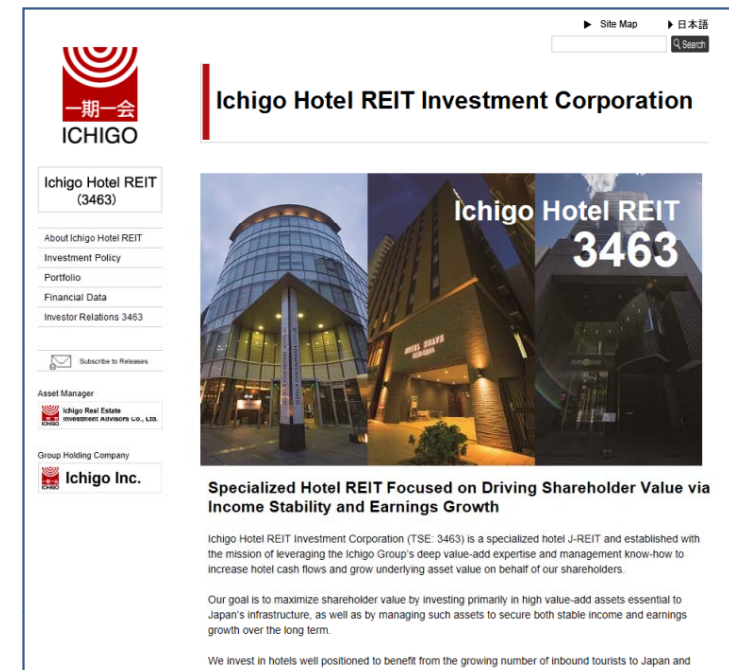 Site Map
日本語
Search
一期一会
ICHIGO
Ichigo Hotel REIT Investment Corporation
Ichigo Hotel REIT
(3463)
About Ichigo Hotel REIT
Investment Policy
Portfolio
Financial Data
Investor Relations 3463
Subscribe to Releases
Asset Manager
Ichigo Real Estate
Investment Advisors Co., Ltd.
Group Holding Company
Ichigo Inc.
Ichigo Hotel REIT
3463
Specialized Hotel REIT Focused on Driving Shareholder Value via
Income Stability and Earnings Growth
Ichigo Hotel REIT Investment Corporation (TSE: 3463) is a specialized hotel J-REIT and established with
the mission of leveraging the Ichigo Group's deep value-add expertise and management know-how to
increase hotel cash flows and grow underlying asset value on behalf of our shareholders.
Our goal is to maximize shareholder value by investing primarily in high value-add assets essential to
Japan's infrastructure, as well as by managing such assets to secure both stable income and earnings
growth over the long term.
We invest in hotels well positioned to benefit from the growing number of inbound tourists to Japan and